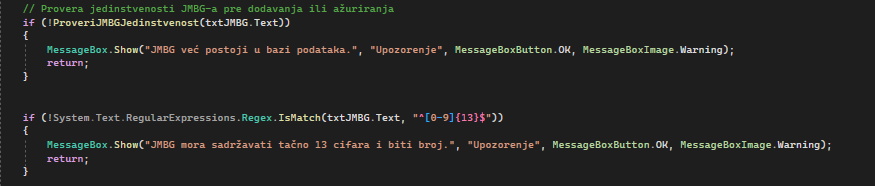 // Provera jedinstvenosti JMBG-a pre dodavanja ili ažuriranja
if (!ProveriJMBGJedinstvenost(txtJMBG.Text))
{
MessageBox.Show("JMBG već postoji u bazi podataka.", "Upozorenje", MessageBoxButton.OK, MessageBoxImage.Warning);
return;
}
if (!System.Text.RegularExpressions.Regex.IsMatch(txtJMBG.Text, "^[0-9]{13}$"))
{
MessageBox.Show("JMBG mora sadržavati tačno 13 cifara i biti broj.", "Upozorenje", MessageBoxButton.OK, MessageBoxImage.Warning);
return;
}